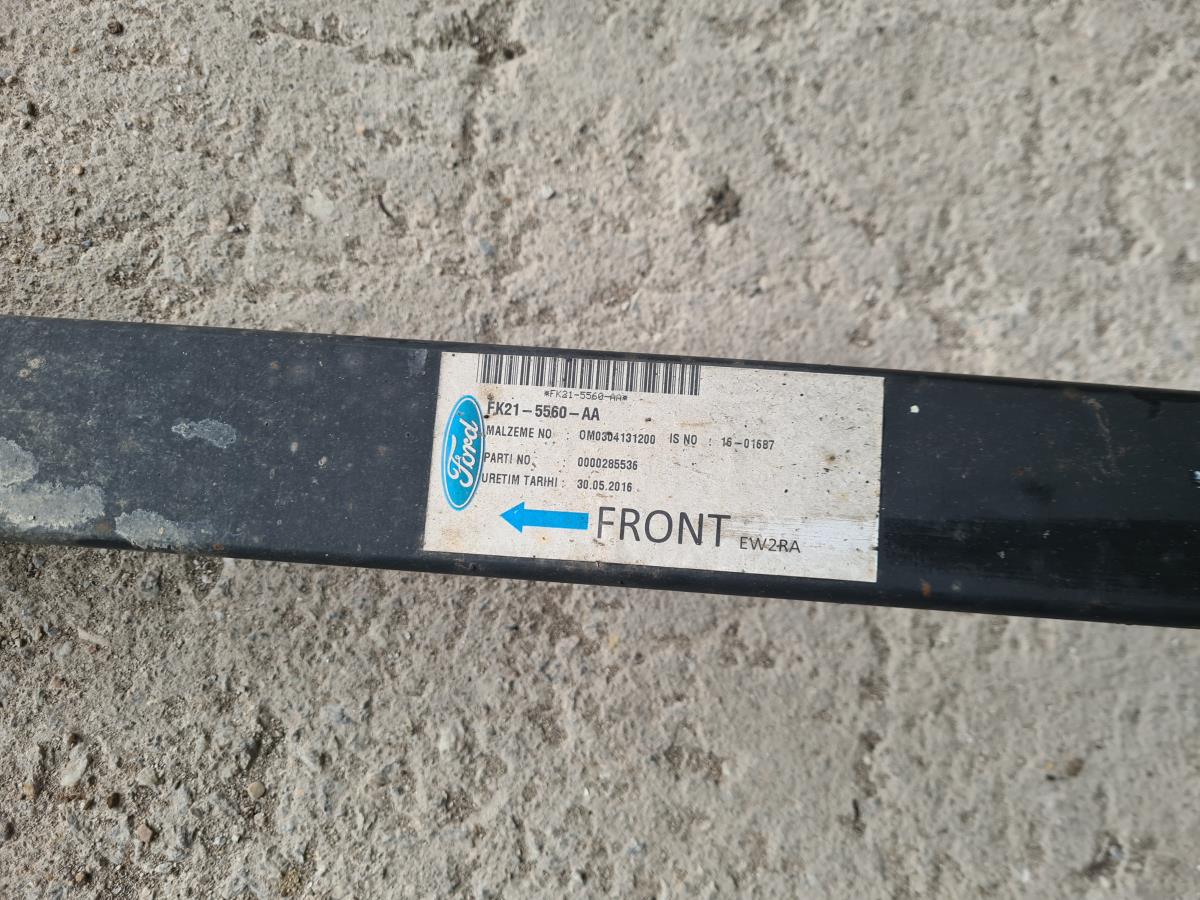 *FK21-5560-AA*
FK21-5560-AA
Ford
MALZEME NO : OM0304131200 IS NO : 16-01687
PARTI NO : 0000285536
URETIM TARIHI : 30.05.2016
FRONT EW2RA